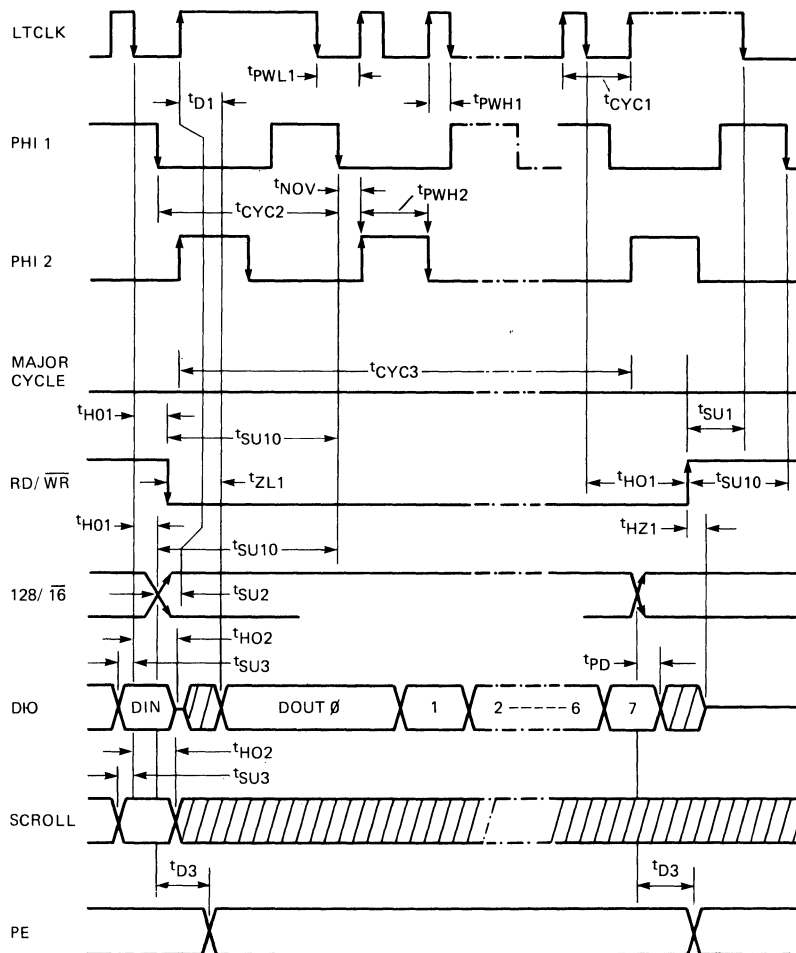 LTCLK
tPWL1
tD1
tPWH1
tCYC1
PHI 1
tNOV
tPWH2
tCYC2
PHI 2
MAJOR
CYCLE
tCYC3
tH01
tSU1
tSU10
RD/WR
tZL1
tHO1
tSU10
tH01
tHZ1
tSU10
128/16
tSU2
tHO2
tSU3
tPD
DIO
DIN
DOUT Ø
1
2 ----- 6
7
tHO2
tSU3
SCROLL
tD3
tD3
PE